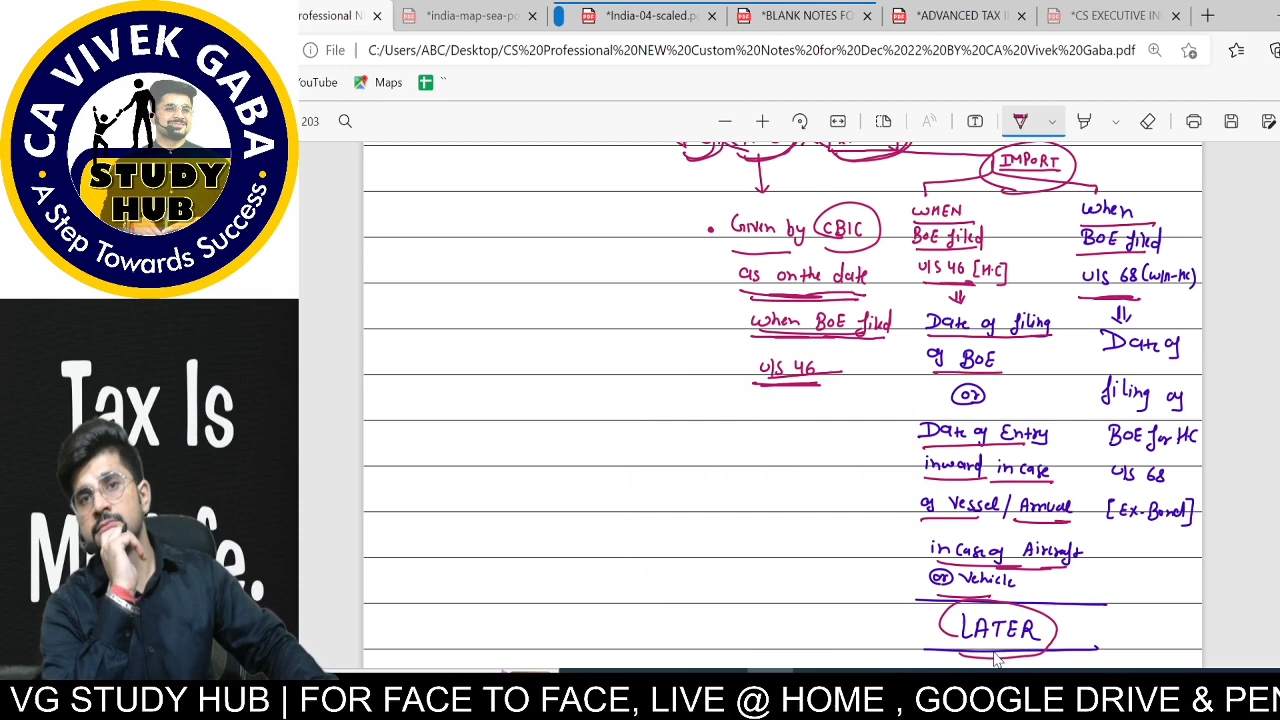 CA VIVEK GABA
STUDY
HUB
• A Step Towards Success •
Tax Is
rofessional N
*india-map-sea-po
*India-04-scaled.p
*BLANK NOTES FO
*ADVANCED TAX
*CS EXECUTIVE IN
File C:/Users/ABC/Desktop/CS%20Professional%20NEW%20Custom%20Notes%20for%20Dec%2022022%20BY%20CA%20Vivek%20Gaba.pdf
ouTube Maps ``
203
IMPORT
• Given by CBIC
as on the date
when BOE filed
U/S 46
WHEN
BOE filed
U/S 46 [H.C]
Date of filing
of BOE
or
Date of Entry
inward in case
of Vessel / Arrival
in case of Aircraft
or Vehicle
LATER
When
BOE filed
U/S 68 (W/H-HC)
Date of
filing of
BOE for HC
U/S 68
[Ex-Bond]
VG STUDY HUB | FOR FACE TO FACE, LIVE @ HOME , GOOGLE DRIVE & PEN